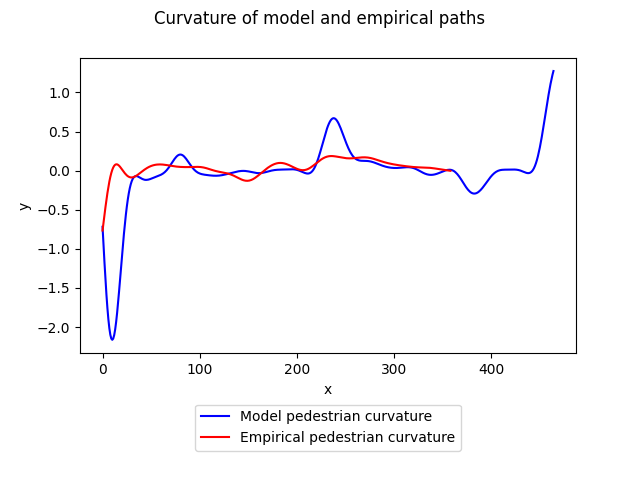 Curvature of model and empirical paths
1.0
0.5
0.0
−0.5
−1.0
−1.5
−2.0
y
0 100 200 300 400
x
Model pedestrian curvature
Empirical pedestrian curvature